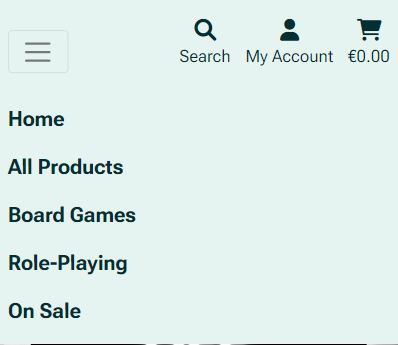 Search My Account €0.00
Home
All Products
Board Games
Role-Playing
On Sale